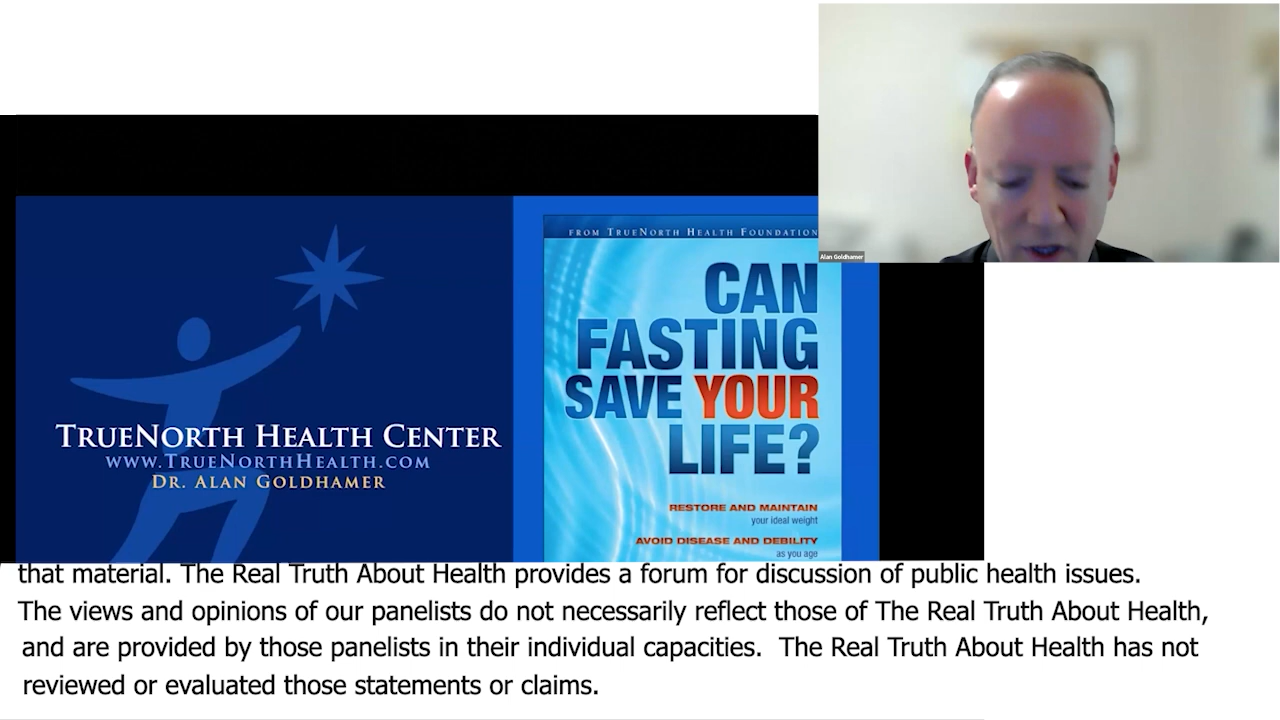 Alan Goldhamer
FROM TRUENORTH HEALTH FOUNDATION
CAN
FASTING
SAVE YOUR
LIFE?
RESTORE AND MAINTAIN
your ideal weight
AVOID DISEASE AND DEBILITY
as you age
TRUENORTH HEALTH CENTER
WWW.TRUENORTHHEALTH.COM
DR. ALAN GOLDHAMER
that material. The Real Truth About Health provides a forum for discussion of public health issues.
The views and opinions of our panelists do not necessarily reflect those of The Real Truth About Health,
and are provided by those panelists in their individual capacities. The Real Truth About Health has not
reviewed or evaluated those statements or claims.